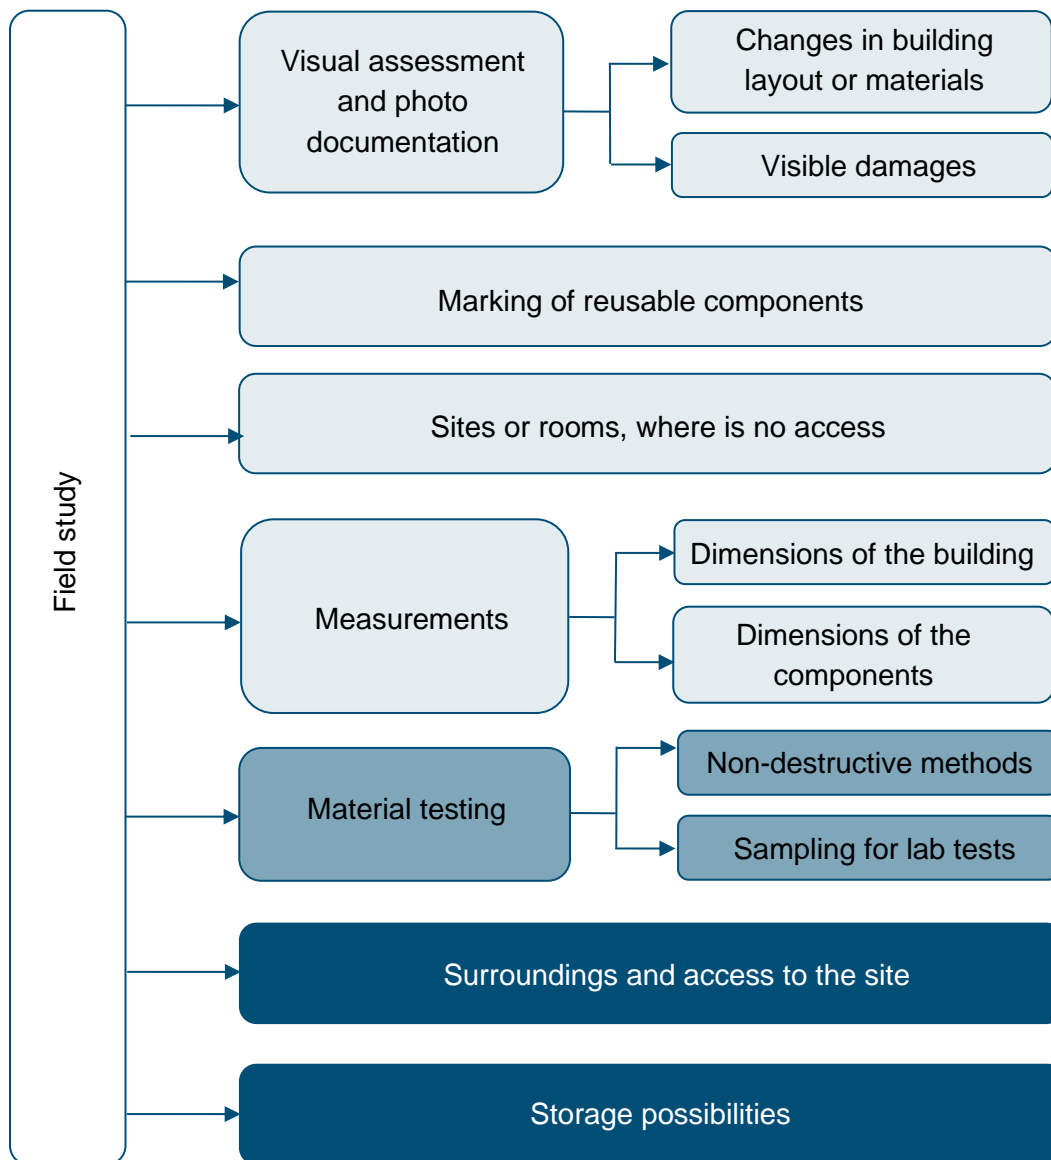 Field study
Visual assessment
and photo
documentation
Changes in building
layout or materials
Visible damages
Marking of reusable components
Sites or rooms, where is no access
Measurements
Dimensions of the building
Dimensions of the
components
Material testing
Non-destructive methods
Sampling for lab tests
Surroundings and access to the site
Storage possibilities